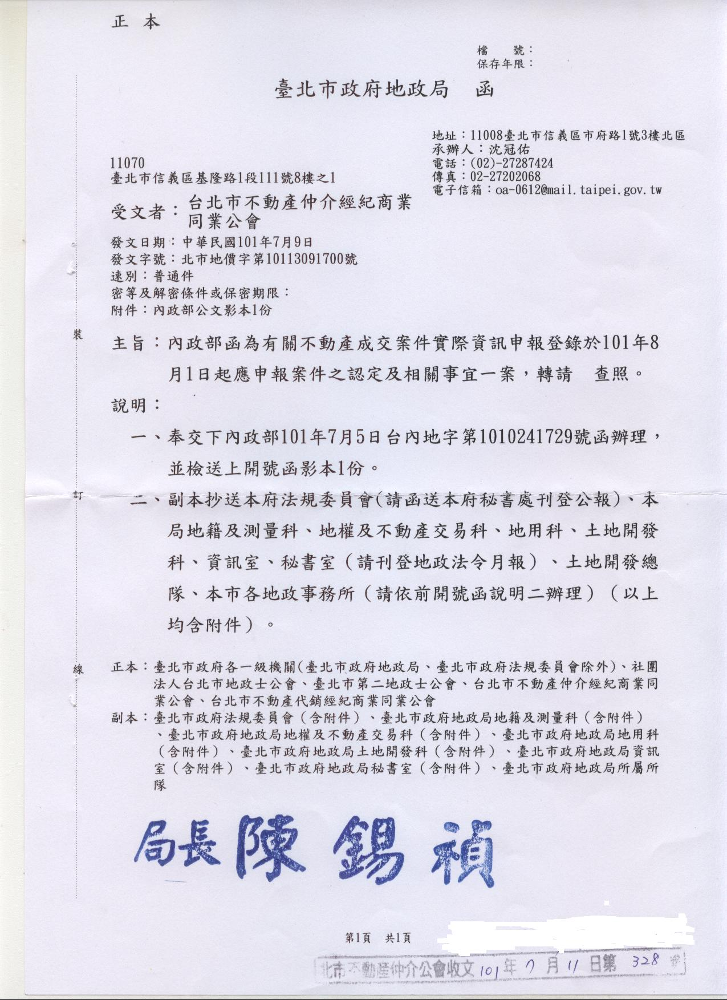 正本
檔　　號：
保存年限：
臺北市政府地政局　函
地址：11008臺北市信義區市府路1號3樓北區
承辦人：沈冠佑
電話：(02)-27287424
傳真：02-27202068
電子信箱：oa-0612@mail.taipei.gov.tw
11070
臺北市信義區基隆路1段111號8樓之1
受文者：台北市不動產仲介經紀商業
同業公會
發文日期：中華民國101年7月9日
發文字號：北市地價字第10113091700號
速別：普通件
密等及解密條件或保密期限：
附件：內政部公文影本1份
主旨：內政部函為有關不動產成交案件實際資訊申報登錄於101年8
月1日起應申報案件之認定及相關事宜一案，轉請　查照。
說明：
一、奉交下內政部101年7月5日台內地字第1010241729號函辦理，
並檢送上開號函影本1份。
二、副本抄送本府法規委員會(請函送本府秘書處刊登公報)、本
局地籍及測量科、地權及不動產交易科、地用科、土地開發
科、資訊室、秘書室（請刊登地政法令月報）、土地開發總
隊、本市各地政事務所（請依前開號函說明二辦理）（以上
均含附件）。
正本：臺北市政府各一級機關(臺北市政府地政局、臺北市政府法規委員會除外)、社團
法人台北市地政士公會、臺北市第二地政士公會、台北市不動產仲介經紀商業同
業公會、台北市不動產代銷經紀商業同業公會
副本：臺北市政府法規委員會（含附件）、臺北市政府地政局地籍及測量科（含附件）
、臺北市政府地政局地權及不動產交易科（含附件）、臺北市政府地政局地用科
（含附件）、臺北市政府地政局土地開發科（含附件）、臺北市政府地政局資訊
室（含附件）、臺北市政府地政局秘書室（含附件）、臺北市政府地政局所屬所
隊
裝
訂
線
局長陳錫禎
第1頁　共1頁
北市不動產仲介公會收文101年7月11日第328號